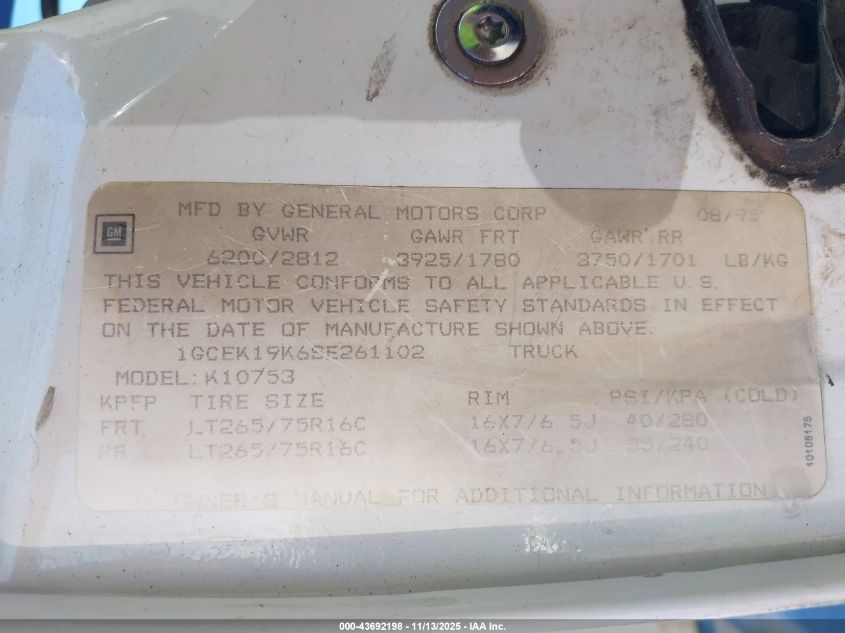 MFD BY GENERAL MOTORS CORP 08/95
GM
GVWR GAWR FRT GAWR RR
6200/2812 3925/1780 3750/1701 LB/KG
THIS VEHICLE CONFORMS TO ALL APPLICABLE U.S.
FEDERAL MOTOR VEHICLE SAFETY STANDARDS IN EFFECT
ON THE DATE OF MANUFACTURE SHOWN ABOVE.
1GCEK19K6SE261102 TRUCK
MODEL: K10753
KPFP TIRE SIZE RIM PSI/KPA (COLD)
FRT LT265/75R16C 16X7/6.5J 40/280
RR LT265/75R16C 16X7/6.5J 35/240
OWNER'S MANUAL FOR ADDITIONAL INFORMATION
10108175
000-43692198 - 11/13/2025 - IAA Inc.